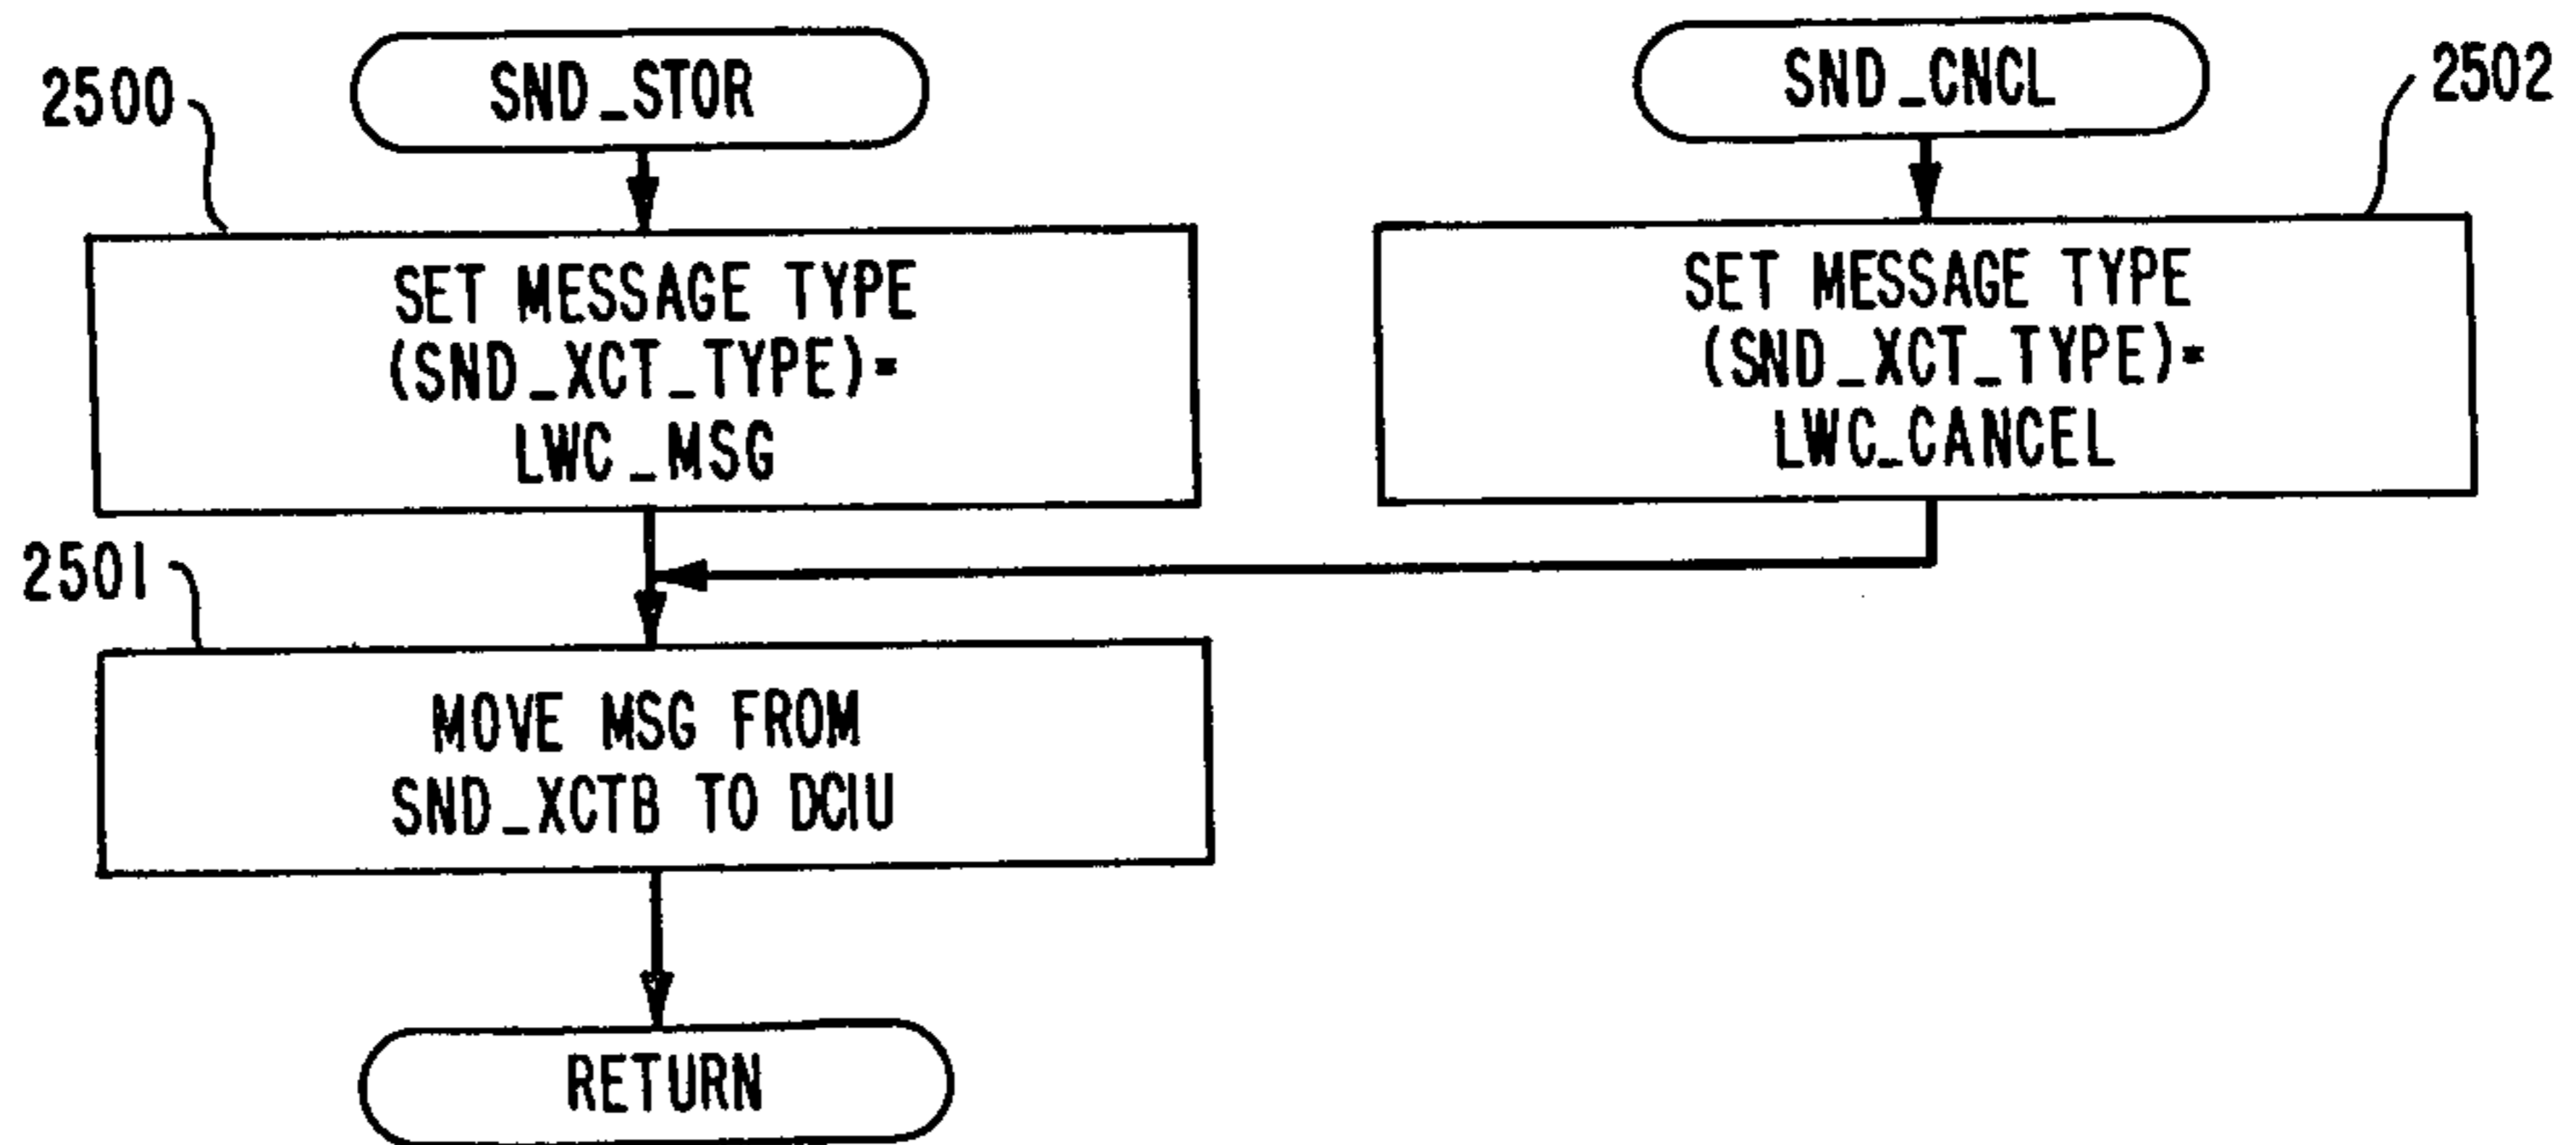 2500
SND_STOR
SET MESSAGE TYPE
(SND_XCT_TYPE)=
LWC_MSG
SND_CNCL
2502
SET MESSAGE TYPE
(SND_XCT_TYPE)=
LWC_CANCEL
2501
MOVE MSG FROM
SND_XCTB TO DCIU
RETURN